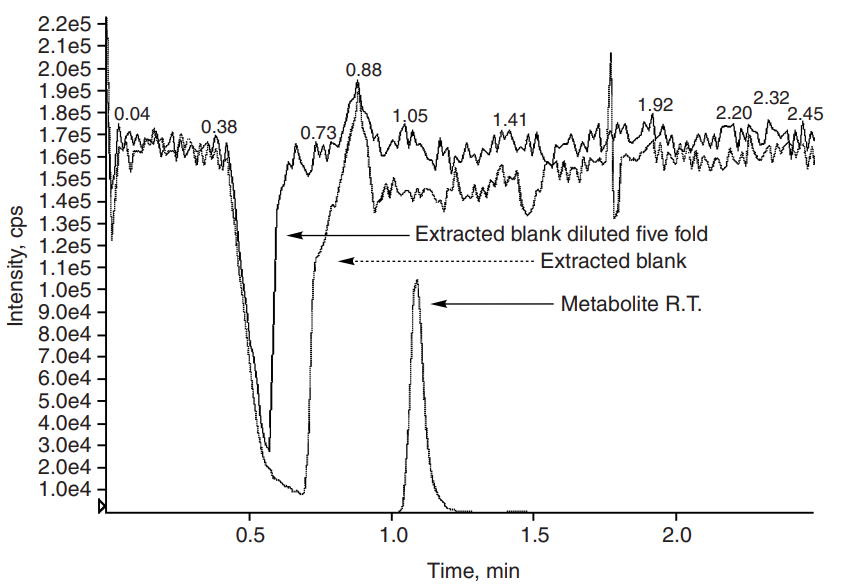 2.2e5
2.1e5
2.0e5
1.9e5
1.8e5
1.7e5
1.6e5
1.5e5
1.4e5
1.3e5
1.2e5
1.1e5
1.0e5
9.0e4
8.0e4
7.0e4
6.0e4
5.0e4
4.0e4
3.0e4
2.0e4
1.0e4
Intensity, cps
0.04
0.38
0.73
0.88
1.05
1.41
1.92
2.20
2.32
2.45
Extracted blank diluted five fold
Extracted blank
Metabolite R.T.
0.5
1.0
1.5
2.0
Time, min